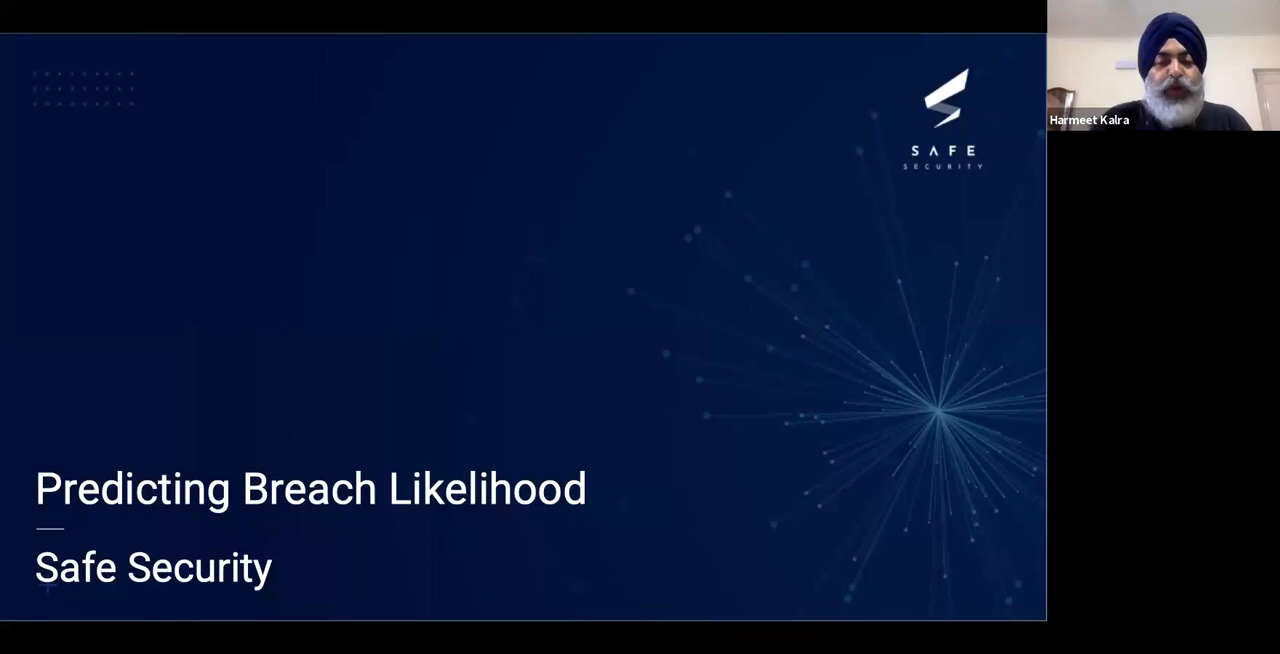 SAFE
SECURITY
Harmeet Kalra
Predicting Breach Likelihood
Safe Security